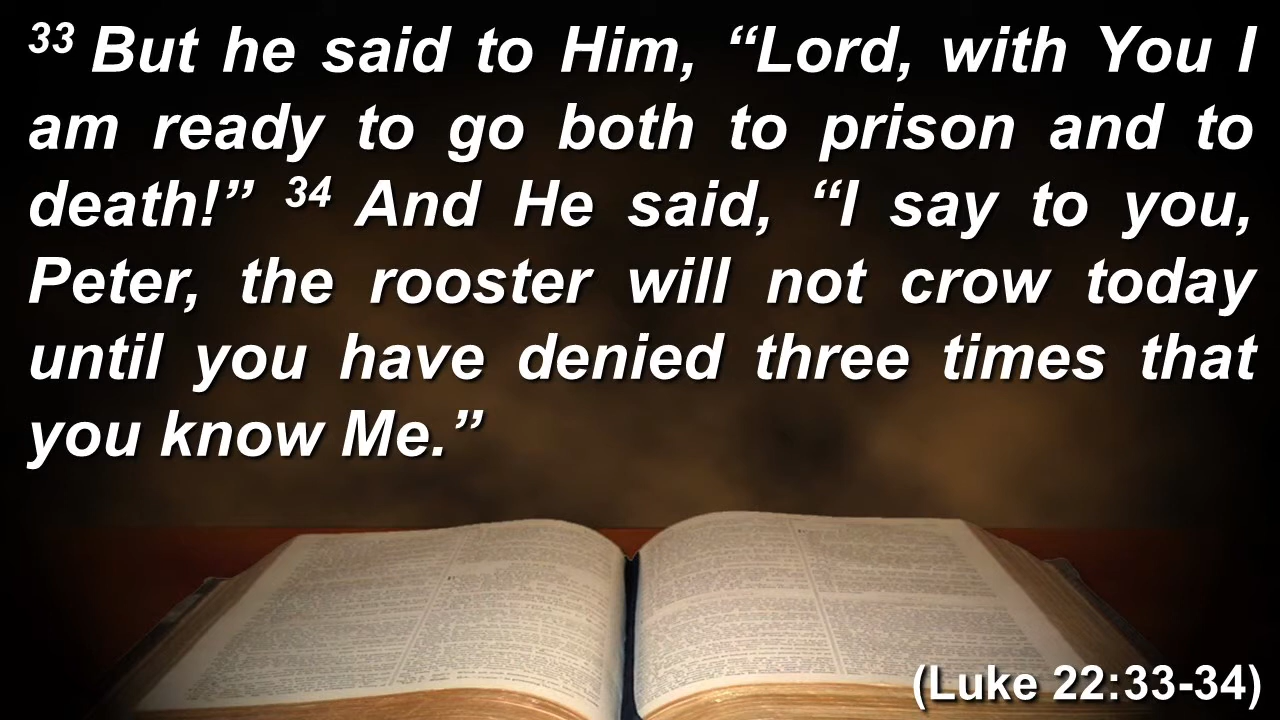 33 But he said to Him, “Lord, with You I
am ready to go both to prison and to
death!” 34 And He said, “I say to you,
Peter, the rooster will not crow today
until you have denied three times that
you know Me.”
(Luke 22:33-34)